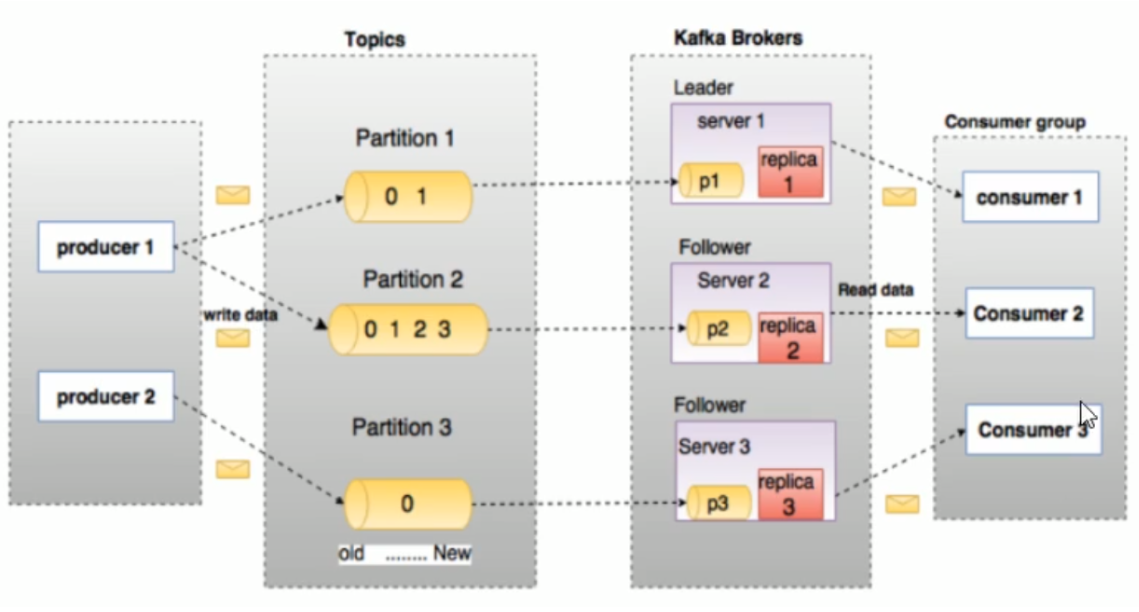 Topics
Kafka Brokers
Leader
server 1
Consumer group
Partition 1
replica
1
0 1
p1
consumer 1
producer 1
Follower
Partition 2
Server 2
Read data
write data
0 1 2 3
p2
replica
2
Consumer 2
producer 2
Follower
Partition 3
Server 3
Consumer 3
replica
3
0
p3
old ........ New